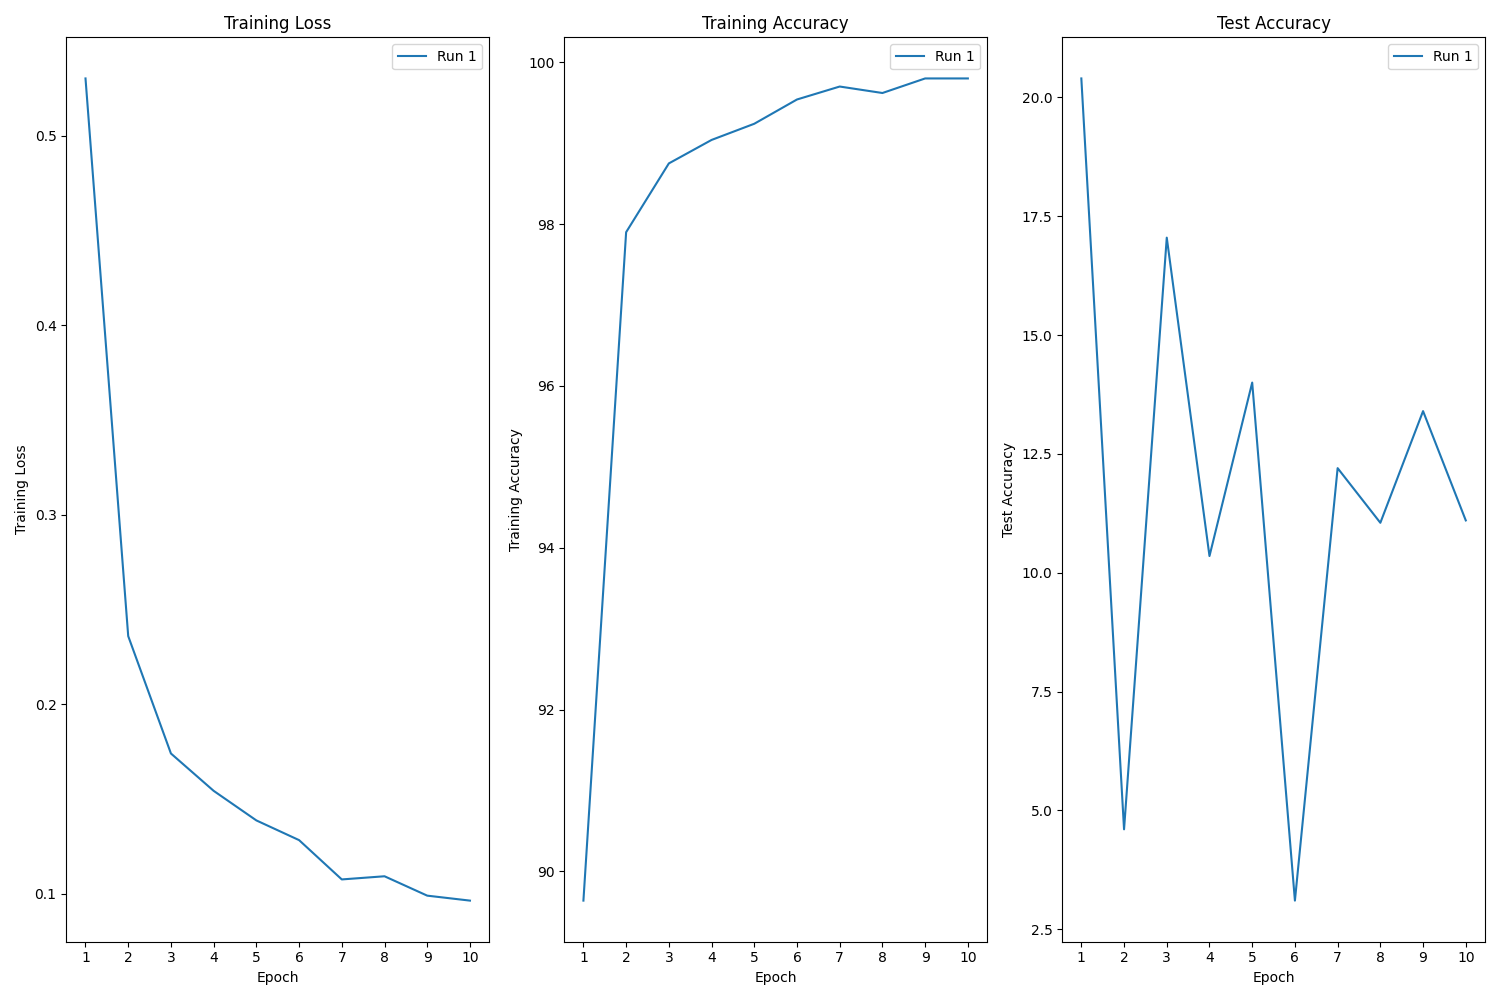 Training Loss
Run 1
0.5
0.4
0.3
0.2
0.1
Training Loss
1 2 3 4 5 6 7 8 9 10
Epoch
Training Accuracy
Run 1
100
98
96
94
92
90
Training Accuracy
1 2 3 4 5 6 7 8 9 10
Epoch
Test Accuracy
Run 1
20.0
17.5
15.0
12.5
10.0
7.5
5.0
2.5
Test Accuracy
1 2 3 4 5 6 7 8 9 10
Epoch